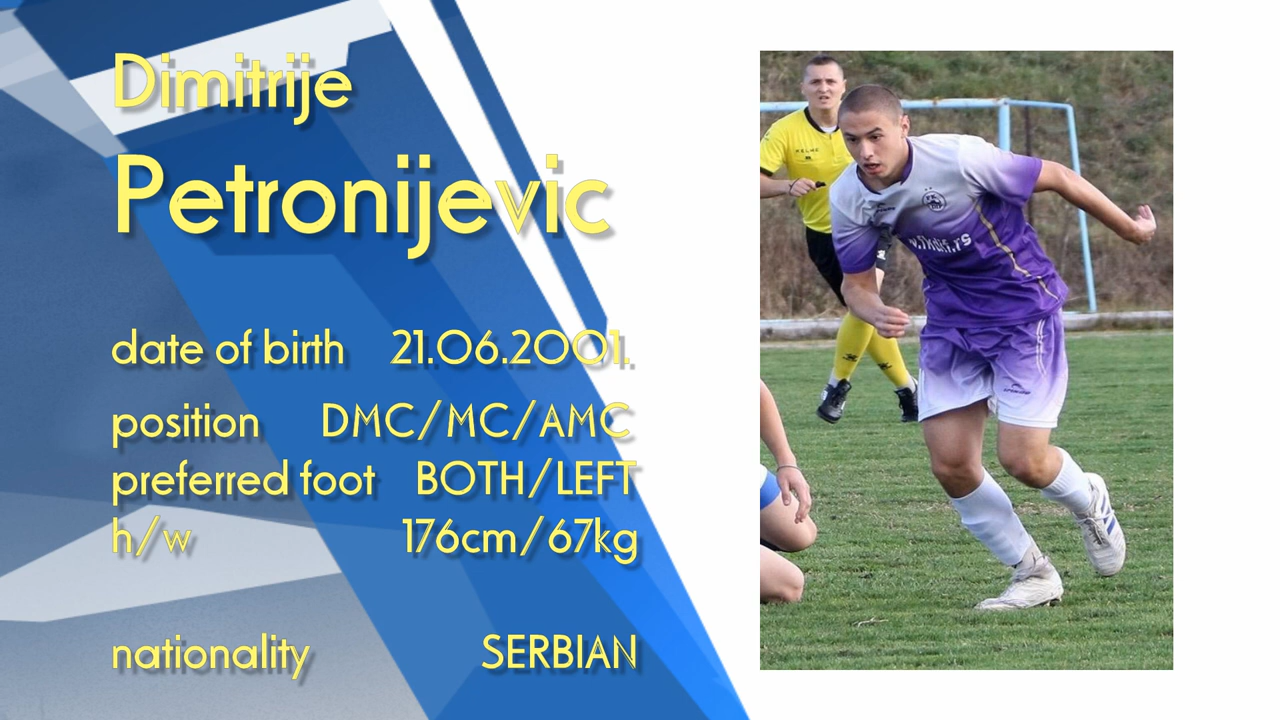 Dimitrije
Petronijevic
date of birth 21.06.2001.
position DMC/MC/AMC
preferred foot BOTH/LEFT
h/w 176cm/67kg
nationality SERBIAN